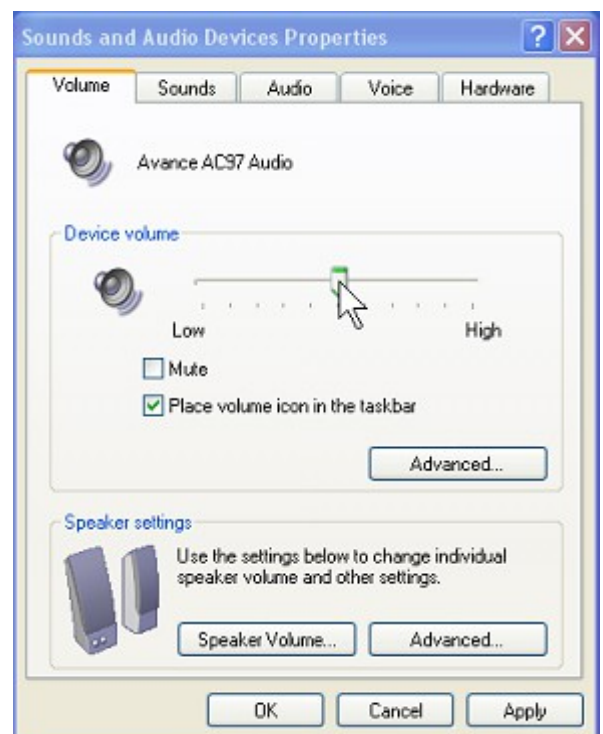 Sounds and Audio Devices Properties
Volume Sounds Audio Voice Hardware
Avance AC97 Audio
Device volume
Low High
Mute
Place volume icon in the taskbar
Advanced...
Speaker settings
Use the settings below to change individual
speaker volume and other settings.
Speaker Volume... Advanced...
OK Cancel Apply